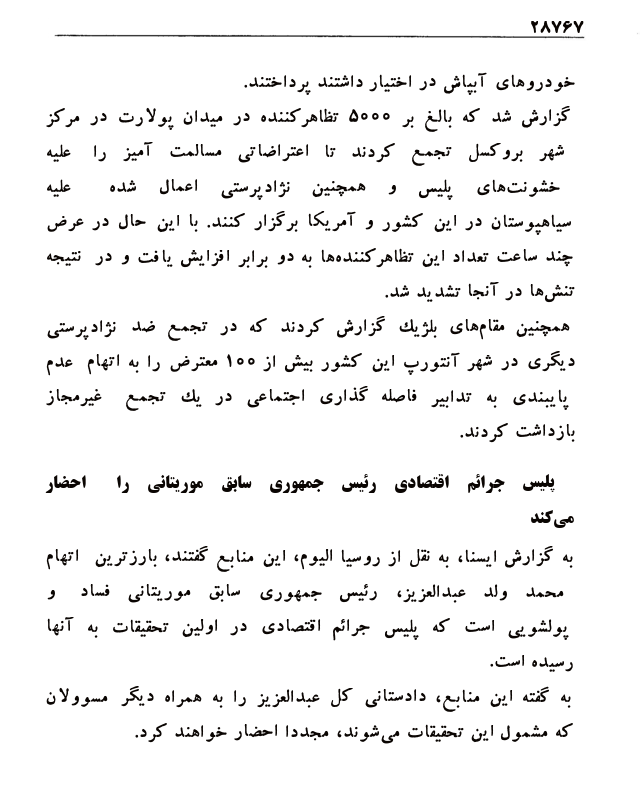 ۲۸۷۶۷
خودروهای آبپاش در اختیار داشتند پرداختند.
گزارش شد که بالغ بر ۵۰۰۰ تظاهرکننده در میدان پولارت در مرکز
شهر بروکسل تجمع کردند تا اعتراضاتی مسالمت آمیز را علیه
خشونت‌های پلیس و همچنین نژادپرستی اعمال شده علیه
سیاهپوستان در این کشور و آمریکا برگزار کنند. با این حال در عرض
چند ساعت تعداد این تظاهرکننده‌ها به دو برابر افزایش یافت و در نتیجه
تنش‌ها در آنجا تشدید شد.
همچنین مقام‌های بلژیك گزارش کردند که در تجمع ضد نژادپرستی
دیگری در شهر آنتورپ این کشور بیش از ۱۰۰ معترض را به اتهام عدم
پایبندی به تدابیر فاصله گذاری اجتماعی در یك تجمع غیرمجاز
بازداشت کردند.
پلیس جرائم اقتصادی رئیس جمهوری سابق موریتانی را احضار
می‌کند
به گزارش ایسنا، به نقل از روسیا الیوم، این منابع گفتند، بارزترین اتهام
محمد ولد عبدالعزیز، رئیس جمهوری سابق موریتانی فساد و
پولشویی است که پلیس جرائم اقتصادی در اولین تحقیقات به آنها
رسیده است.
به گفته این منابع، دادستانی کل عبدالعزیز را به همراه دیگر مسوولان
که مشمول این تحقیقات می‌شوند، مجددا احضار خواهند کرد.